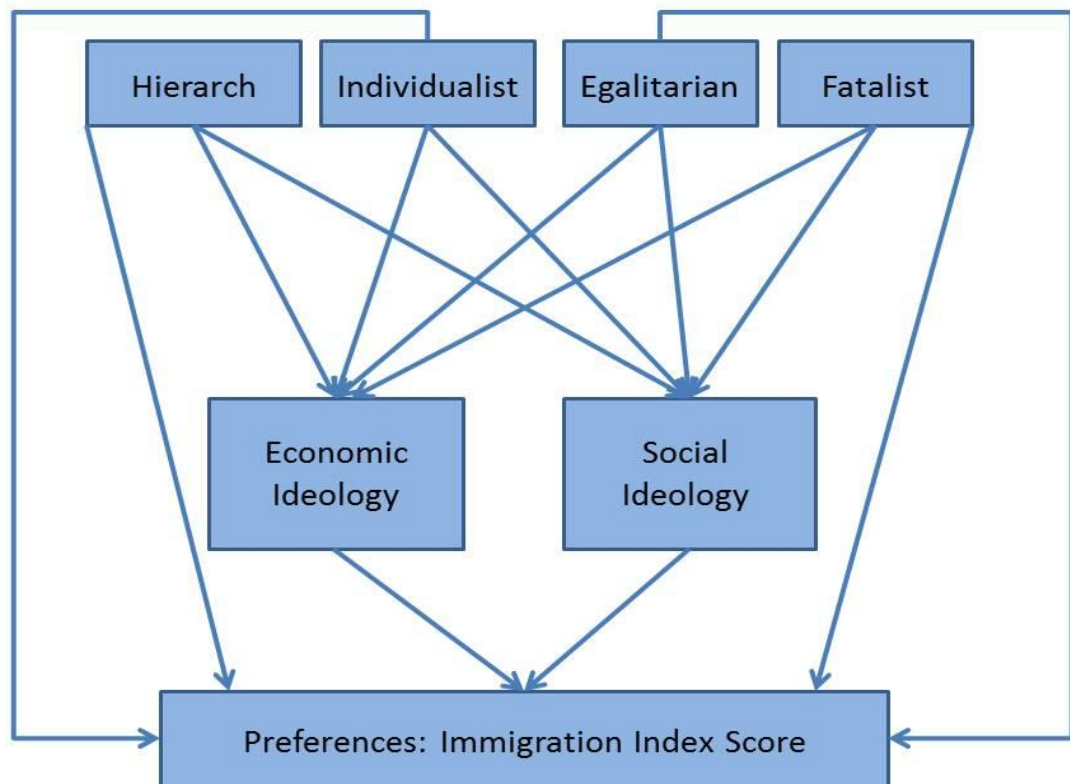 Hierarch
Individualist
Egalitarian
Fatalist
Economic
Ideology
Social
Ideology
Preferences: Immigration Index Score